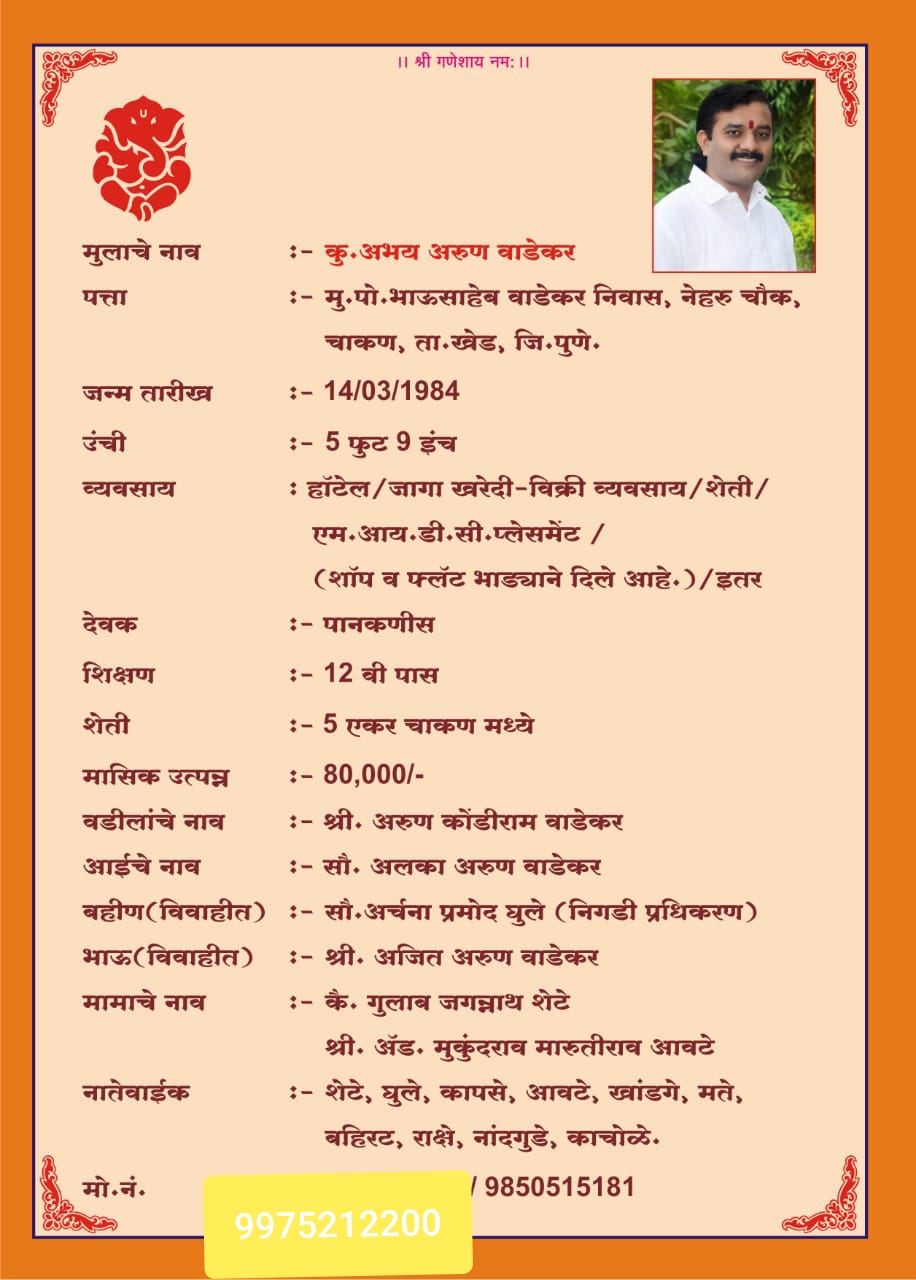 ।। श्री गणेशाय नमः ।।
मुलाचे नाव :- कु.अभय अरुण वाडेकर
पत्ता :- मु.पो.भाऊसाहेब वाडेकर निवास, नेहरु चौक,
चाकण, ता.खेड, जि.पुणे.
जन्म तारीख :- 14/03/1984
उंची :- 5 फुट 9 इंच
व्यवसाय : हॉटेल/जागा खरेदी-विक्री व्यवसाय/शेती/
एम.आय.डी.सी.प्लेसमेंट /
(शॉप व फ्लॅट भाड्याने दिले आहे.)/इतर
देवक :- पानकणीस
शिक्षण :- 12 वी पास
शेती :- 5 एकर चाकण मध्ये
मासिक उत्पन्न :- 80,000/-
वडीलांचे नाव :- श्री. अरुण कोंडीराम वाडेकर
आईचे नाव :- सौ. अलका अरुण वाडेकर
बहीण(विवाहीत) :- सौ.अर्चना प्रमोद घुले (निगडी प्रधिकरण)
भाऊ(विवाहीत) :- श्री. अजित अरुण वाडेकर
मामाचे नाव :- कै. गुलाब जगन्नाथ शेटे
श्री. ॲड. मुकुंदराव मारुतीराव आवटे
नातेवाईक :- शेटे, घुले, कापसे, आवटे, खांडगे, मते,
बहिरट, राक्षे, नांदगुडे, काचोळे.
मो.नं. / 9850515181
9975212200